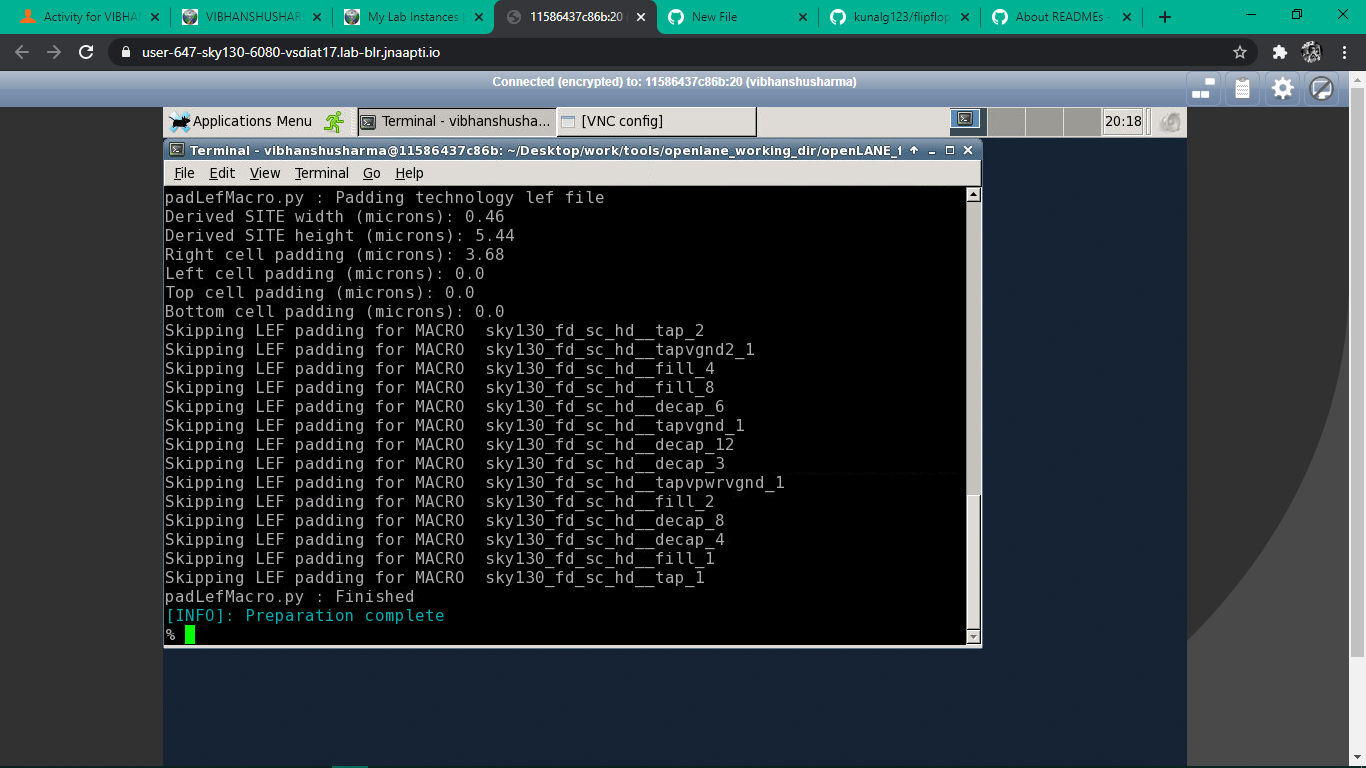 Activity for VIBHAN
VIBHANSHUSHAR
My Lab Instances
11586437c86b:20
New File
kunalg123/flipflop
About READMEs -
user-647-sky130-6080-vsdiat17.lab-blr.jnaapti.io
Connected (encrypted) to: 11586437c86b:20 (vibhanshusharma)
Applications Menu
Terminal - vibhanshusha...
[VNC config]
20:18
Terminal - vibhanshusharma@11586437c86b: ~/Desktop/work/tools/openlane_working_dir/openLANE_f
File Edit View Terminal Go Help
padLefMacro.py : Padding technology lef file
Derived SITE width (microns): 0.46
Derived SITE height (microns): 5.44
Right cell padding (microns): 3.68
Left cell padding (microns): 0.0
Top cell padding (microns): 0.0
Bottom cell padding (microns): 0.0
Skipping LEF padding for MACRO  sky130_fd_sc_hd__tap_2
Skipping LEF padding for MACRO  sky130_fd_sc_hd__tapvgnd2_1
Skipping LEF padding for MACRO  sky130_fd_sc_hd__fill_4
Skipping LEF padding for MACRO  sky130_fd_sc_hd__fill_8
Skipping LEF padding for MACRO  sky130_fd_sc_hd__decap_6
Skipping LEF padding for MACRO  sky130_fd_sc_hd__tapvgnd_1
Skipping LEF padding for MACRO  sky130_fd_sc_hd__decap_12
Skipping LEF padding for MACRO  sky130_fd_sc_hd__decap_3
Skipping LEF padding for MACRO  sky130_fd_sc_hd__tapvpwrvgnd_1
Skipping LEF padding for MACRO  sky130_fd_sc_hd__fill_2
Skipping LEF padding for MACRO  sky130_fd_sc_hd__decap_8
Skipping LEF padding for MACRO  sky130_fd_sc_hd__decap_4
Skipping LEF padding for MACRO  sky130_fd_sc_hd__fill_1
Skipping LEF padding for MACRO  sky130_fd_sc_hd__tap_1
padLefMacro.py : Finished
[INFO]: Preparation complete
%